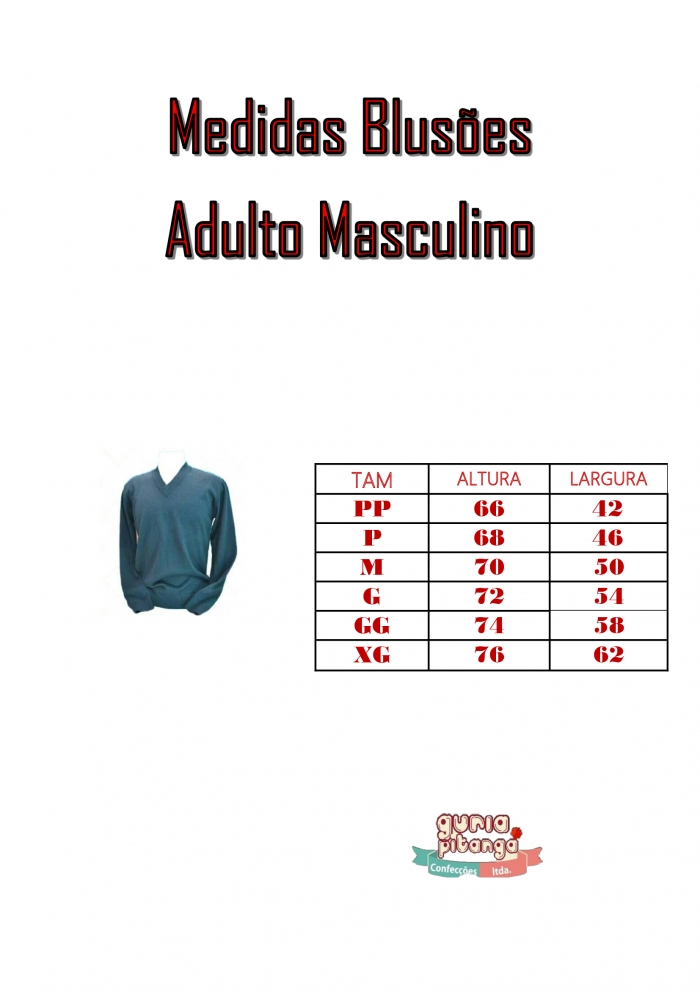 Medidas Blusões
Adulto Masculino
TAM ALTURA LARGURA
PP 66 42
P 68 46
M 70 50
G 72 54
GG 74 58
XG 76 62
guria
pitanga
Confecções ltda.